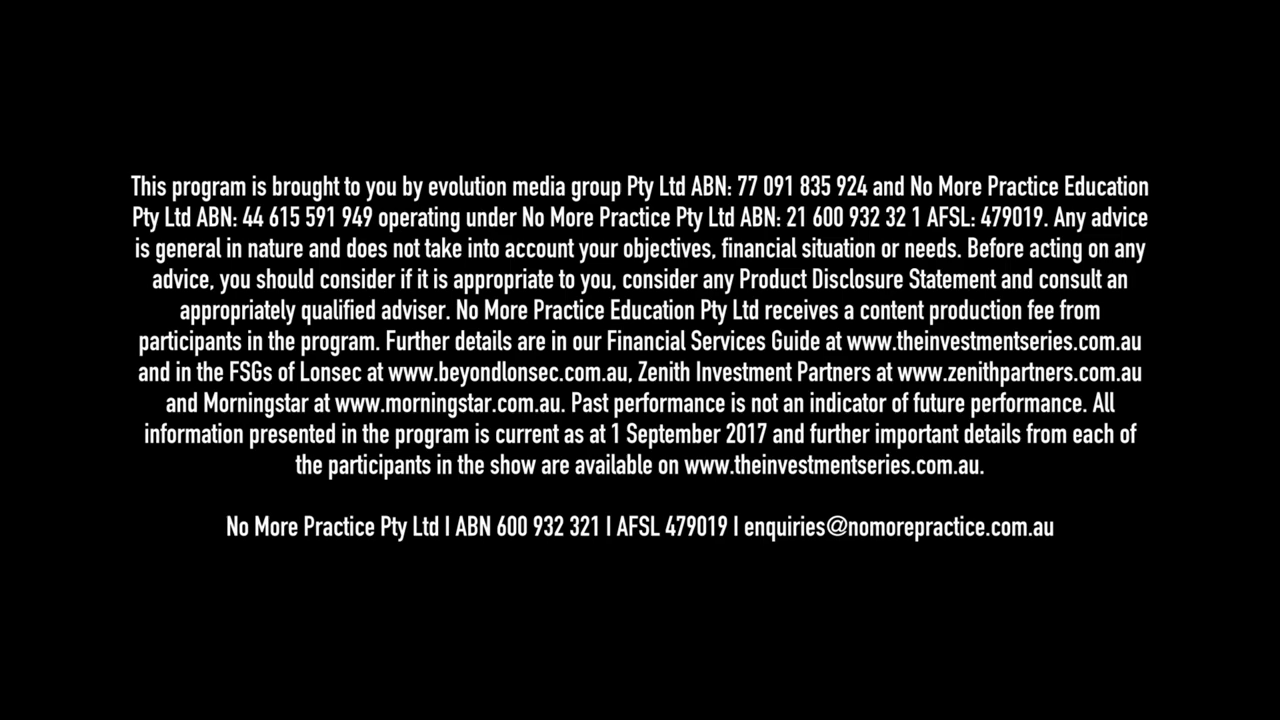 This program is brought to you by evolution media group Pty Ltd ABN: 77 091 835 924 and No More Practice Education
Pty Ltd ABN: 44 615 591 949 operating under No More Practice Pty Ltd ABN: 21 600 932 32 1 AFSL: 479019. Any advice
is general in nature and does not take into account your objectives, financial situation or needs. Before acting on any
advice, you should consider if it is appropriate to you, consider any Product Disclosure Statement and consult an
appropriately qualified adviser. No More Practice Education Pty Ltd receives a content production fee from
participants in the program. Further details are in our Financial Services Guide at www.theinvestmentseries.com.au
and in the FSGs of Lonsec at www.beyondlonsec.com.au, Zenith Investment Partners at www.zenithpartners.com.au
and Morningstar at www.morningstar.com.au. Past performance is not an indicator of future performance. All
information presented in the program is current as at 1 September 2017 and further important details from each of
the participants in the show are available on www.theinvestmentseries.com.au.
No More Practice Pty Ltd I ABN 600 932 321 I AFSL 479019 I enquiries@nomorepractice.com.au